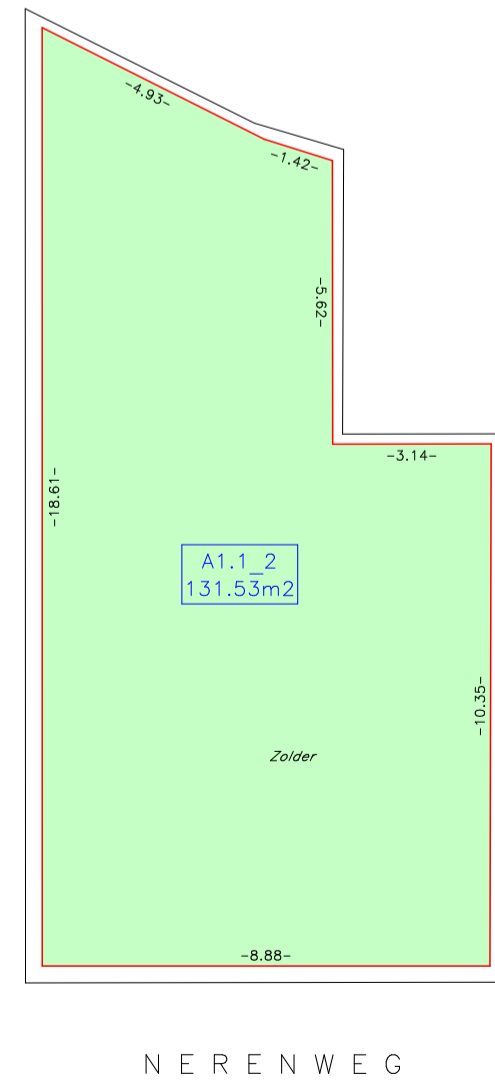 -4.93-
-1.42-
-5.62-
-3.14-
-18.61-
A1.1_2
131.53m2
-10.35-
Zolder
-8.88-
NERENWEG